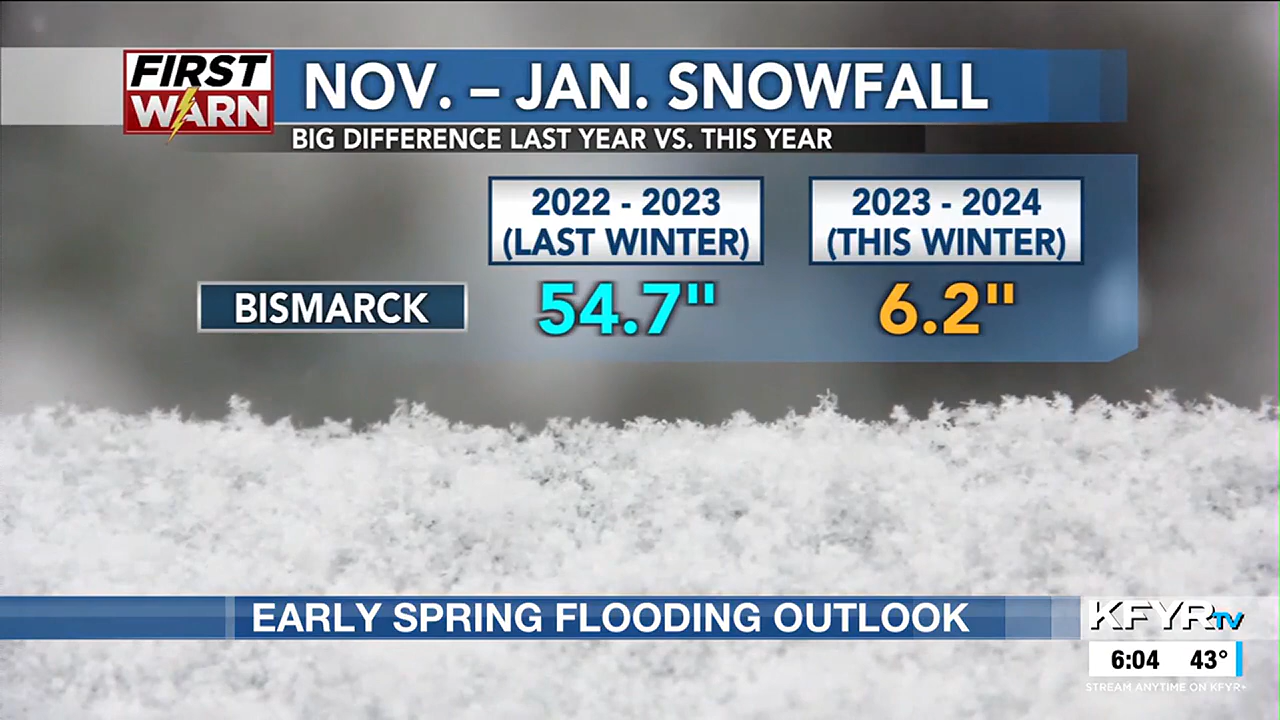 FIRST
WARN
NOV. – JAN. SNOWFALL
BIG DIFFERENCE LAST YEAR VS. THIS YEAR
2022 - 2023
(LAST WINTER)
2023 - 2024
(THIS WINTER)
BISMARCK
54.7"
6.2"
EARLY SPRING FLOODING OUTLOOK
KFYRTV
6:04 43°
STREAM ANYTIME ON KFYR+